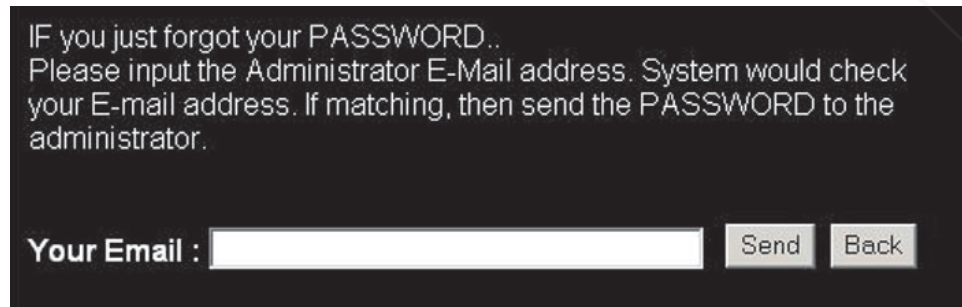 IF you just forgot your PASSWORD..
Please input the Administrator E-Mail address. System would check
your E-mail address. If matching, then send the PASSWORD to the
administrator.
Your Email : Send Back